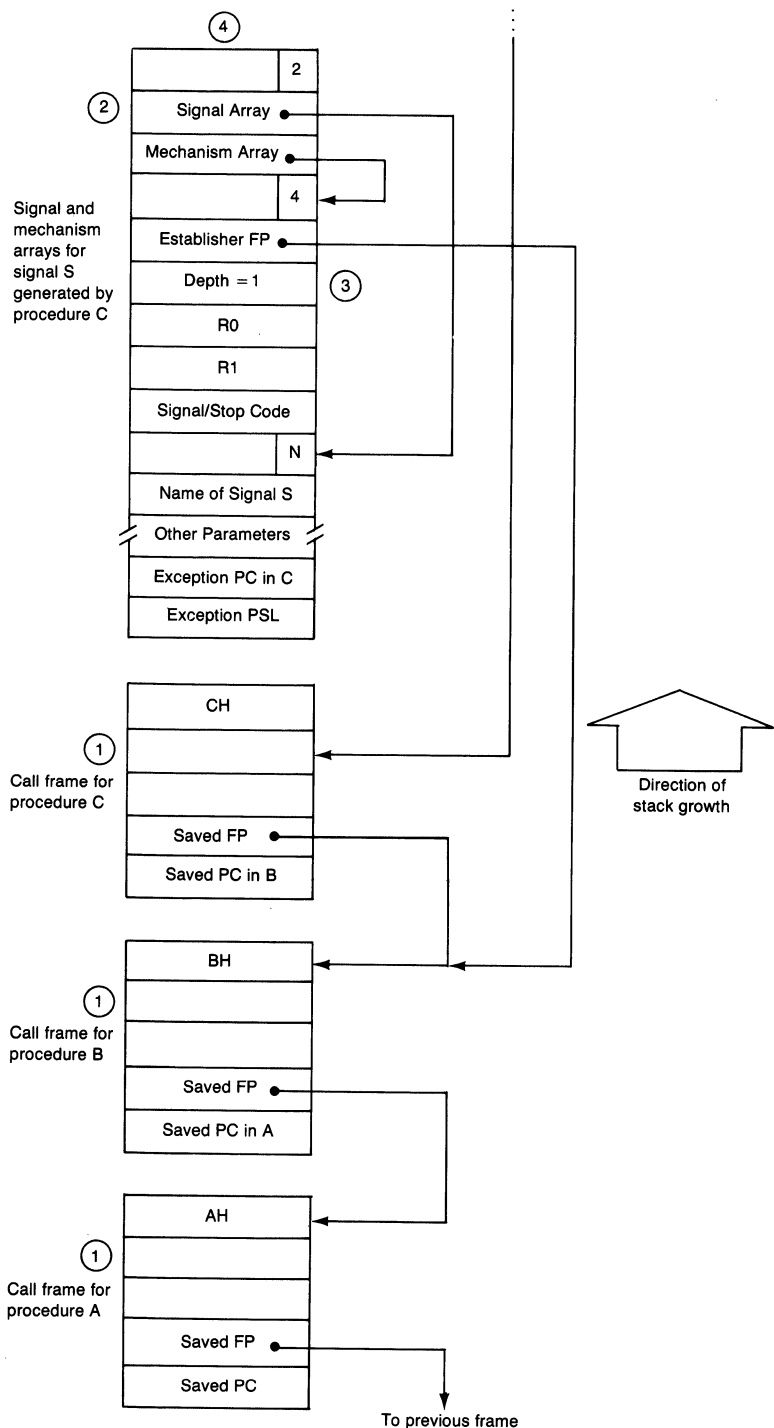 4
2
2
Signal Array
Mechanism Array
4
Signal and
mechanism
arrays for
signal S
generated by
procedure C
Establisher FP
Depth = 1
3
R0
R1
Signal/Stop Code
N
Name of Signal S
Other Parameters
Exception PC in C
Exception PSL
CH
1
Call frame for
procedure C
Saved FP
Saved PC in B
Direction of
stack growth
BH
1
Call frame for
procedure B
Saved FP
Saved PC in A
AH
1
Call frame for
procedure A
Saved FP
Saved PC
To previous frame